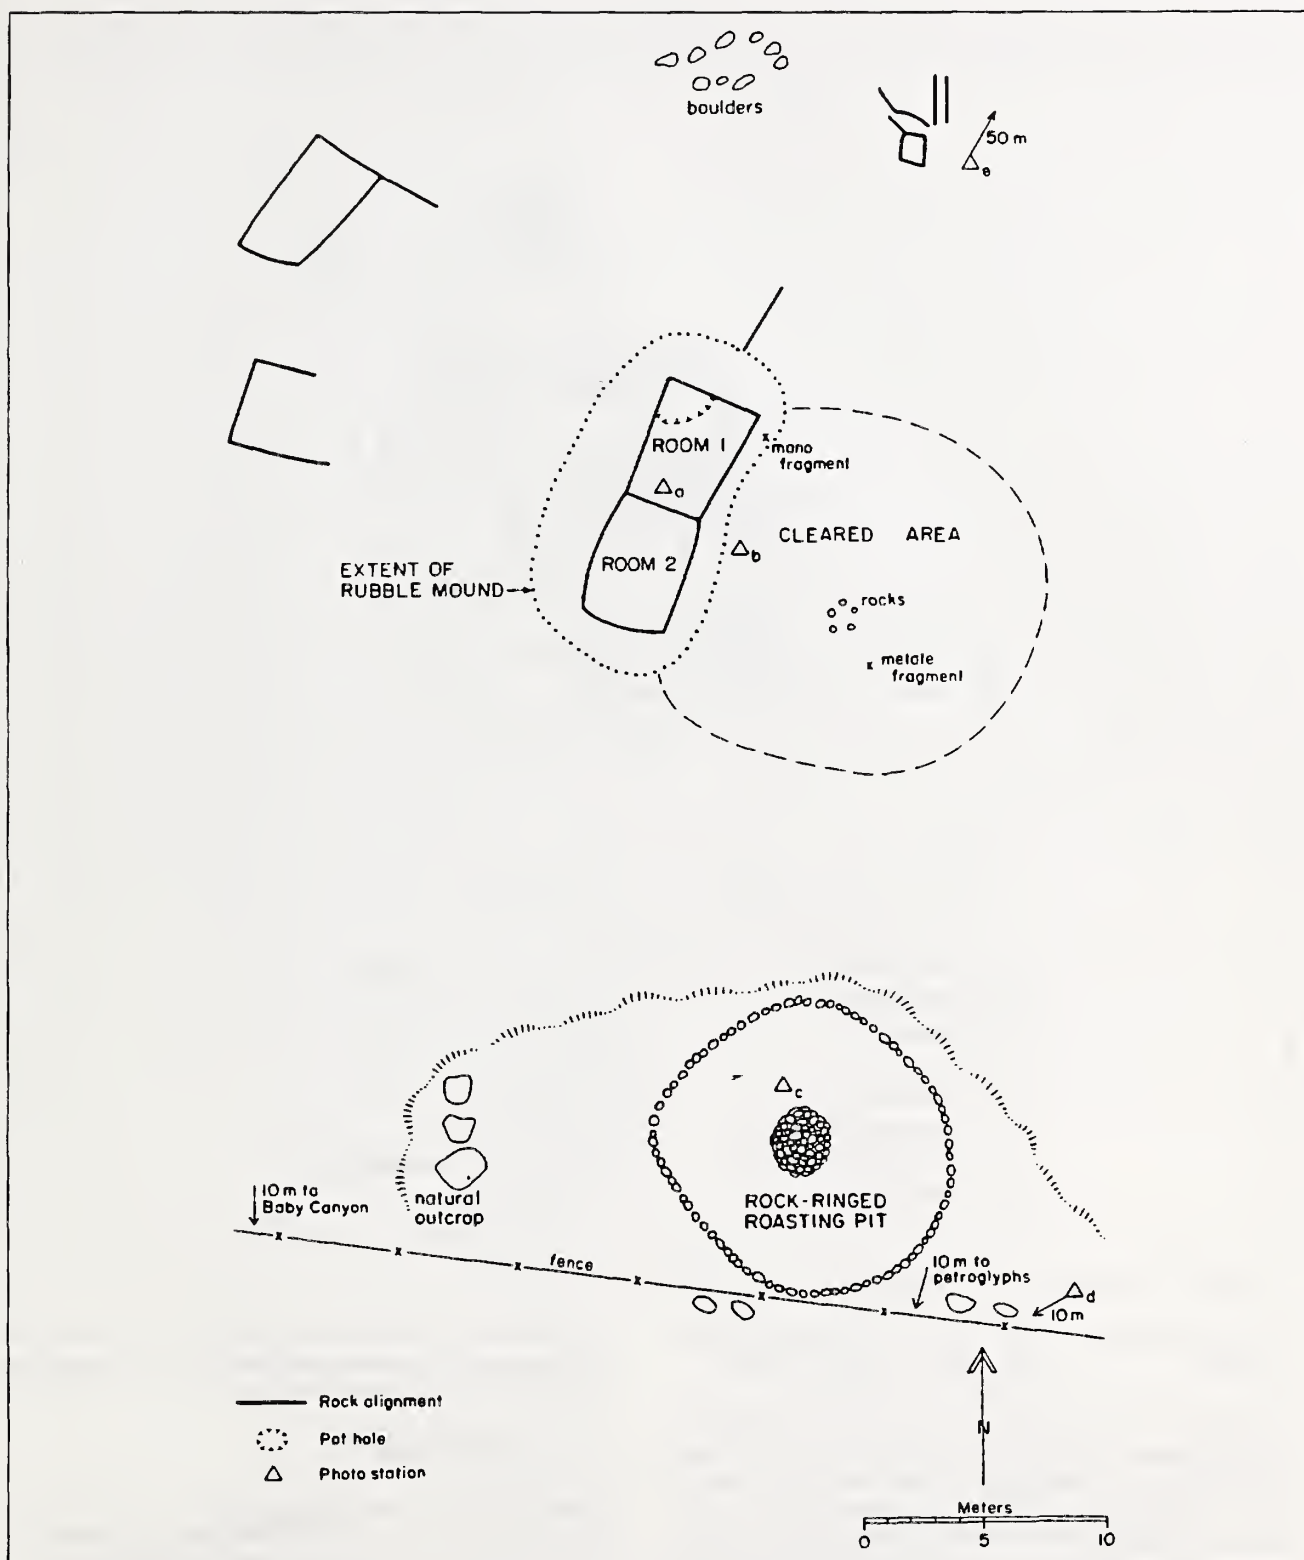 boulders
50 m
e
ROOM 1
a
mano
fragment
CLEARED AREA
b
ROOM 2
EXTENT OF
RUBBLE MOUND
rocks
metate
fragment
c
10 m to
Baby Canyon
natural
outcrop
ROCK-RINGED
ROASTING PIT
fence
10 m to
petroglyphs
d
10 m
Rock alignment
Pot hole
Photo station
N
Meters
0 5 10